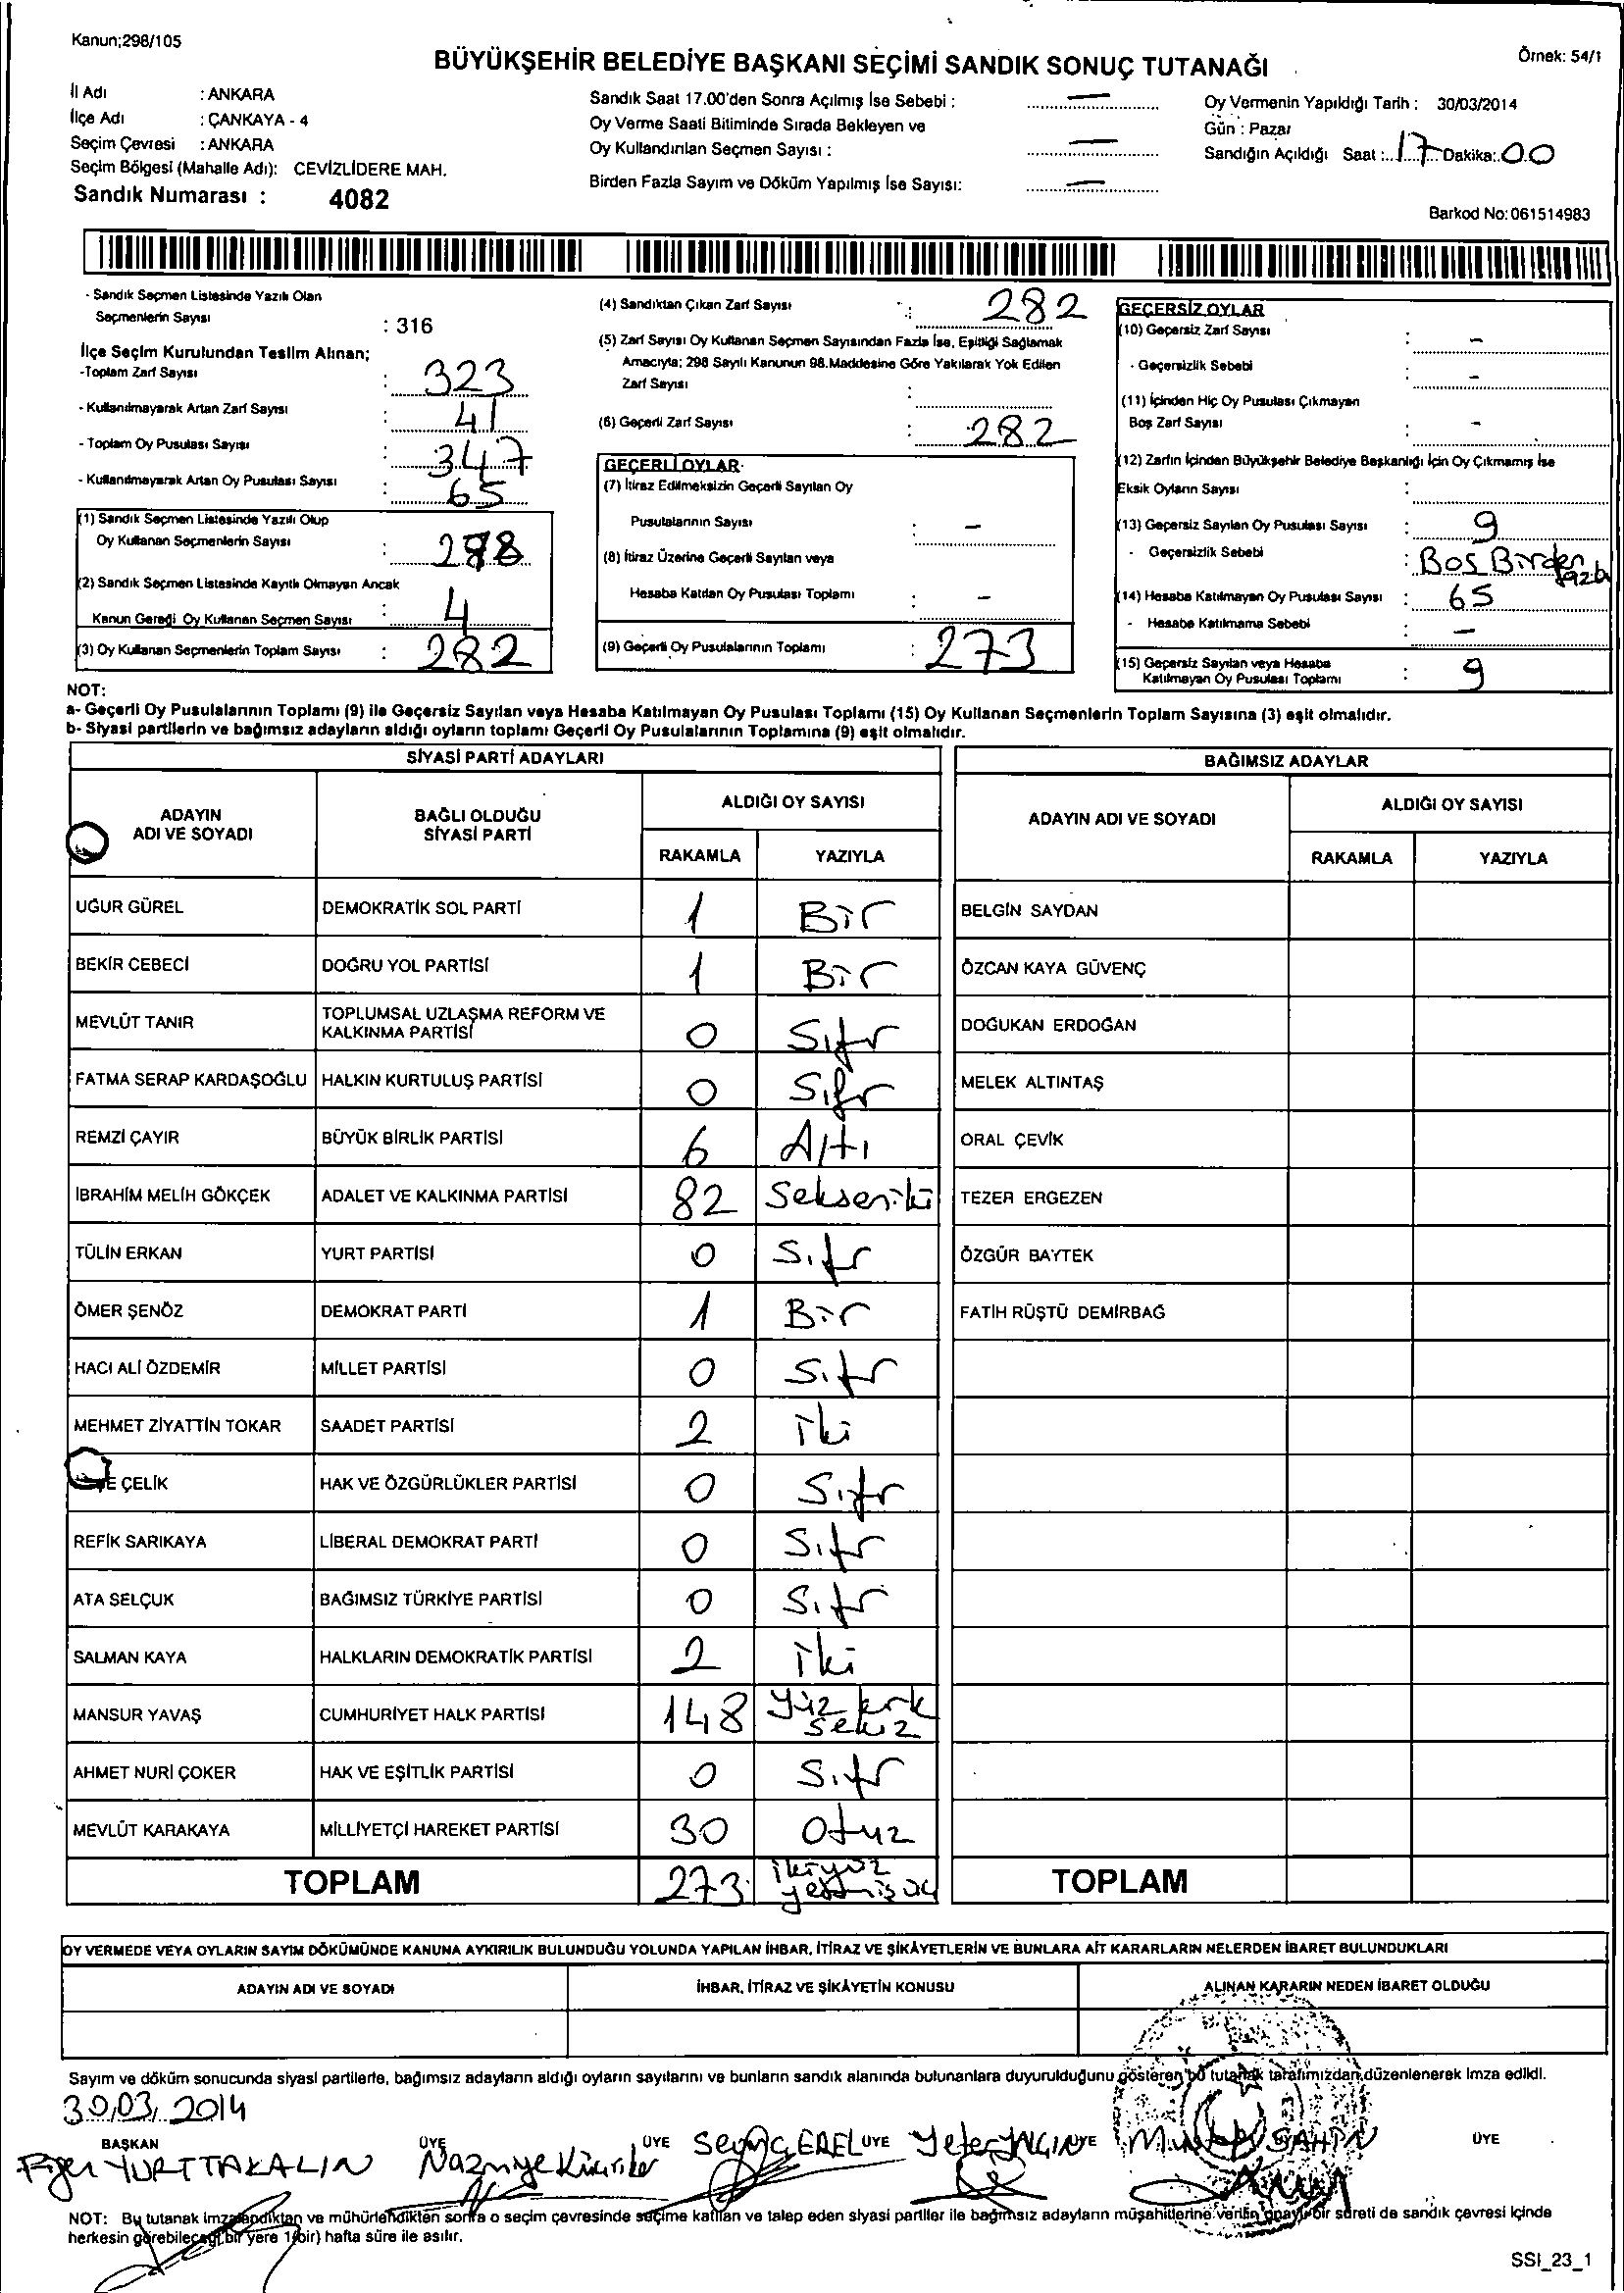 Kanun;298/105
Örnek: 54/1
BÜYÜKŞEHİR BELEDİYE BAŞKANI SEÇİMİ SANDIK SONUÇ TUTANAĞI
İl Adı : ANKARA
İlçe Adı : ÇANKAYA - 4
Seçim Çevresi : ANKARA
Seçim Bölgesi (Mahalle Adı): CEVİZLİDERE MAH.
Sandık Numarası : 4082
Sandık Saat 17.00'den Sonra Açılmış İse Sebebi : —
Oy Verme Saati Bitiminde Sırada Bekleyen ve
Oy Kullandırılan Seçmen Sayısı : —
Birden Fazla Sayım ve Döküm Yapılmış İse Sayısı: —
Oy Vermenin Yapıldığı Tarih : 30/03/2014
Gün : Pazar
Sandığın Açıldığı Saat : 17 Dakika: 00
Barkod No: 061514983
- Sandık Seçmen Listesinde Yazılı Olan
Seçmenlerin Sayısı : 316
İlçe Seçim Kurulundan Teslim Alınan;
-Toplam Zarf Sayısı : 323
- Kullanılmayarak Artan Zarf Sayısı : 41
- Toplam Oy Pusulası Sayısı : 347
- Kullanılmayarak Artan Oy Pusulası Sayısı : 65
(1) Sandık Seçmen Listesinde Yazılı Olup
Oy Kullanan Seçmenlerin Sayısı : 278
(2) Sandık Seçmen Listesinde Kayıtlı Olmayan Ancak
Kanun Gereği Oy Kullanan Seçmen Sayısı : 4
(3) Oy Kullanan Seçmenlerin Toplam Sayısı : 282
(4) Sandıktan Çıkan Zarf Sayısı : 282
(5) Zarf Sayısı Oy Kullanan Seçmen Sayısından Fazla İse, Eşitliği Sağlamak
Amacıyla; 298 Sayılı Kanunun 98.Maddesine Göre Yakılarak Yok Edilen
Zarf Sayısı :
(6) Geçerli Zarf Sayısı : 282
GEÇERLİ OYLAR
(7) İtiraz Edilmeksizin Geçerli Sayılan Oy
Pusulalarının Sayısı : -
(8) İtiraz Üzerine Geçerli Sayılan veya
Hesaba Katılan Oy Pusulası Toplamı : -
(9) Geçerli Oy Pusulalarının Toplamı : 273
GEÇERSİZ OYLAR
(10) Geçersiz Zarf Sayısı : -
- Geçersizlik Sebebi : -
(11) İçinden Hiç Oy Pusulası Çıkmayan
Boş Zarf Sayısı : -
(12) Zarfın İçinden Büyükşehir Belediye Başkanlığı İçin Oy Çıkmamış İse
Eksik Oyların Sayısı :
(13) Geçersiz Sayılan Oy Pusulası Sayısı : 9
- Geçersizlik Sebebi : Bos Birden fazla
(14) Hesaba Katılmayan Oy Pusulası Sayısı : 65
- Hesaba Katılmama Sebebi : -
(15) Geçersiz Sayılan veya Hesaba
Katılmayan Oy Pusulası Toplamı : 9
NOT:
a- Geçerli Oy Pusulalarının Toplamı (9) ile Geçersiz Sayılan veya Hesaba Katılmayan Oy Pusulası Toplamı (15) Oy Kullanan Seçmenlerin Toplam Sayısına (3) eşit olmalıdır.
b- Siyasi partilerin ve bağımsız adayların aldığı oyların toplamı Geçerli Oy Pusulalarının Toplamına (9) eşit olmalıdır.
SİYASİ PARTİ ADAYLARI
ADAYIN ADI VE SOYADI
BAĞLI OLDUĞU SİYASİ PARTİ
ALDIĞI OY SAYISI
RAKAMLA YAZIYLA
UĞUR GÜREL DEMOKRATİK SOL PARTİ 1 Bir
BEKİR CEBECİ DOĞRU YOL PARTİSİ 1 Bir
MEVLÜT TANIR TOPLUMSAL UZLAŞMA REFORM VE KALKINMA PARTİSİ 0 Sıfır
FATMA SERAP KARDAŞOĞLU HALKIN KURTULUŞ PARTİSİ 0 Sıfır
REMZİ ÇAYIR BÜYÜK BİRLİK PARTİSİ 6 Altı
İBRAHİM MELİH GÖKÇEK ADALET VE KALKINMA PARTİSİ 82 Sekseniki
TÜLİN ERKAN YURT PARTİSİ 0 Sıfır
ÖMER ŞENÖZ DEMOKRAT PARTİ 1 Bir
HACI ALİ ÖZDEMİR MİLLET PARTİSİ 0 Sıfır
MEHMET ZİYATTİN TOKAR SAADET PARTİSİ 2 iki
ÇELİK HAK VE ÖZGÜRLÜKLER PARTİSİ 0 Sıfır
REFİK SARIKAYA LİBERAL DEMOKRAT PARTİ 0 Sıfır
ATA SELÇUK BAĞIMSIZ TÜRKİYE PARTİSİ 0 Sıfır
SALMAN KAYA HALKLARIN DEMOKRATİK PARTİSİ 2 iki
MANSUR YAVAŞ CUMHURİYET HALK PARTİSİ 148 Yüz kırk sekiz
AHMET NURİ ÇOKER HAK VE EŞİTLİK PARTİSİ 0 Sıfır
MEVLÜT KARAKAYA MİLLİYETÇİ HAREKET PARTİSİ 30 Otuz
TOPLAM 273 ikiyüz yetmişüç
BAĞIMSIZ ADAYLAR
ADAYIN ADI VE SOYADI
ALDIĞI OY SAYISI
RAKAMLA YAZIYLA
BELGİN SAYDAN
ÖZCAN KAYA GÜVENÇ
DOĞUKAN ERDOĞAN
MELEK ALTINTAŞ
ORAL ÇEVİK
TEZER ERGEZEN
ÖZGÜR BAYTEK
FATİH RÜŞTÜ DEMİRBAĞ
TOPLAM
OY VERMEDE VEYA OYLARIN SAYIM DÖKÜMÜNDE KANUNA AYKIRILIK BULUNDUĞU YOLUNDA YAPILAN İHBAR, İTİRAZ VE ŞİKÂYETLERİN VE BUNLARA AİT KARARLARIN NELERDEN İBARET BULUNDUKLARI
ADAYIN ADI VE SOYADI İHBAR, İTİRAZ VE ŞİKÂYETİN KONUSU ALINAN KARARIN NEDEN İBARET OLDUĞU
Sayım ve döküm sonucunda siyasi partilerle, bağımsız adayların aldığı oyların sayılarını ve bunların sandık alanında bulunanlara duyurulduğunu gösteren bu tutanak tarafımızdan düzenlenerek imza edildi.
30.03.2014
BAŞKAN ÜYE ÜYE ÜYE ÜYE ÜYE
YURTTAKALIN Nazmiye Sevinç EREL Yeter YALÇIN Mustafa ŞAHİN
NOT: Bu tutanak imzalandıktan ve mühürlendikten sonra o seçim çevresinde seçime katılan ve talep eden siyasi partiler ile bağımsız adayların müşahitlerine verilir, onaylı bir sureti de sandık çevresi içinde
herkesin görebileceği bir yere 1(bir) hafta süre ile asılır.
SSI_23_1